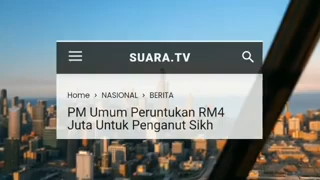 SUARA.TV
Home > NASIONAL > BERITA
PM Umum Peruntukan RM4
Juta Untuk Penganut Sikh